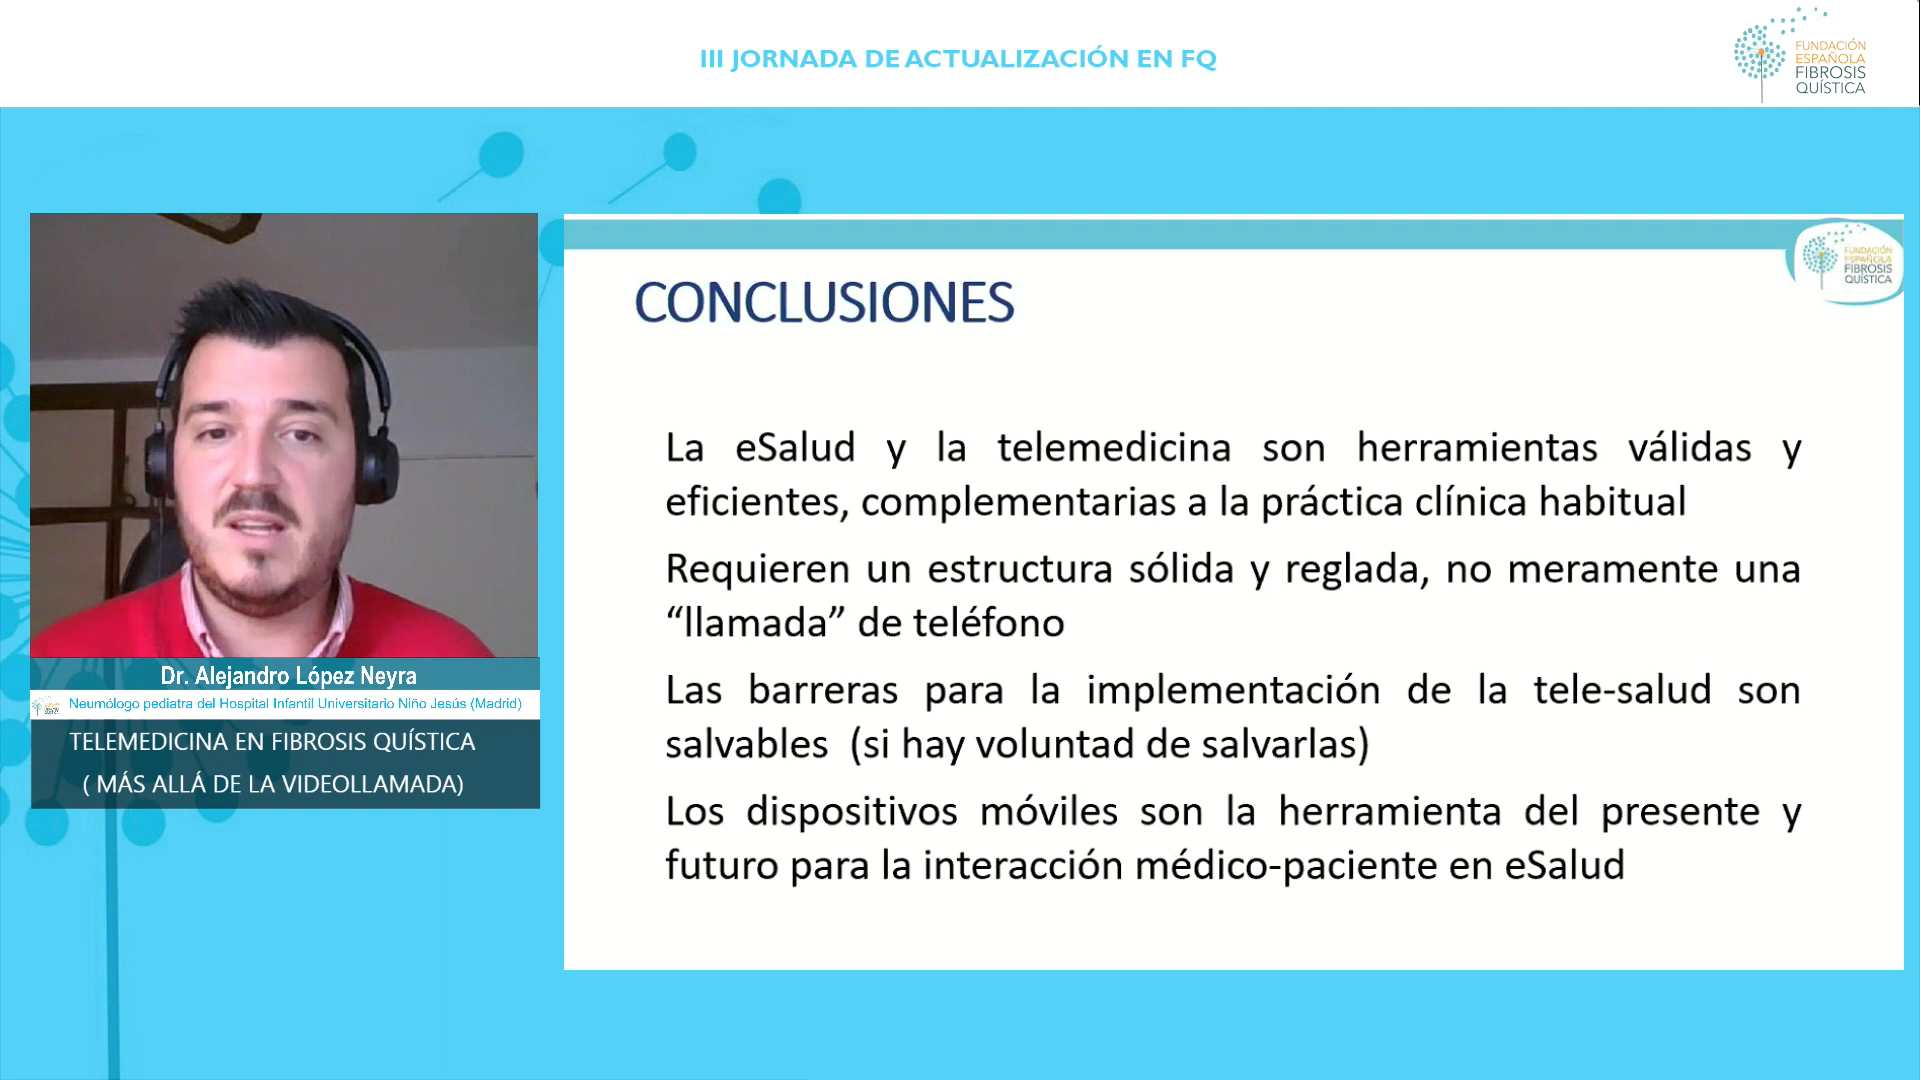 III JORNADA DE ACTUALIZACIÓN EN FQ
FUNDACIÓN
ESPAÑOLA
FIBROSIS
QUÍSTICA
FUNDACIÓN
ESPAÑOLA
FIBROSIS
QUÍSTICA
CONCLUSIONES
La eSalud y la telemedicina son herramientas válidas y
eficientes, complementarias a la práctica clínica habitual
Requieren un estructura sólida y reglada, no meramente una
“llamada” de teléfono
Las barreras para la implementación de la tele-salud son
salvables (si hay voluntad de salvarlas)
Los dispositivos móviles son la herramienta del presente y
futuro para la interacción médico-paciente en eSalud
Dr. Alejandro López Neyra
Neumólogo pediatra del Hospital Infantil Universitario Niño Jesús (Madrid)
TELEMEDICINA EN FIBROSIS QUÍSTICA
( MÁS ALLÁ DE LA VIDEOLLAMADA)